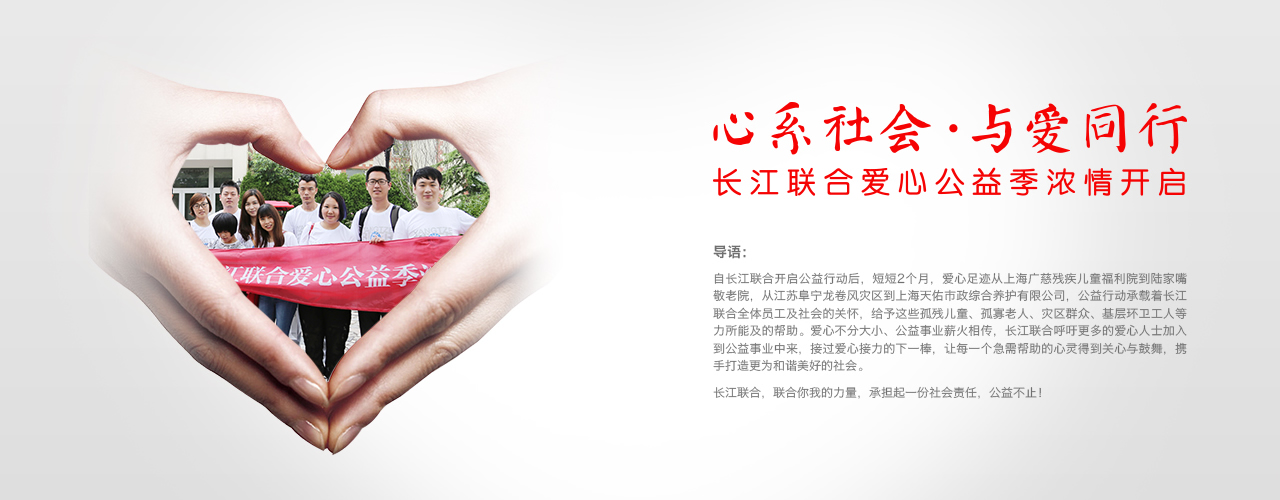 心系社会·与爱同行
长江联合爱心公益季浓情开启
江联合爱心公益季浓
导语：
自长江联合开启公益行动后，短短2个月，爱心足迹从上海广慈残疾儿童福利院到陆家嘴
敬老院，从江苏阜宁龙卷风灾区到上海天佑市政综合养护有限公司，公益行动承载着长江
联合全体员工及社会的关怀，给予这些孤残儿童、孤寡老人、灾区群众、基层环卫工人等
力所能及的帮助。爱心不分大小、公益事业薪火相传，长江联合呼吁更多的爱心人士加入
到公益事业中来，接过爱心接力的下一棒，让每一个急需帮助的心灵得到关心与鼓舞，携
手打造更为和谐美好的社会。
长江联合，联合你我的力量，承担起一份社会责任，公益不止！